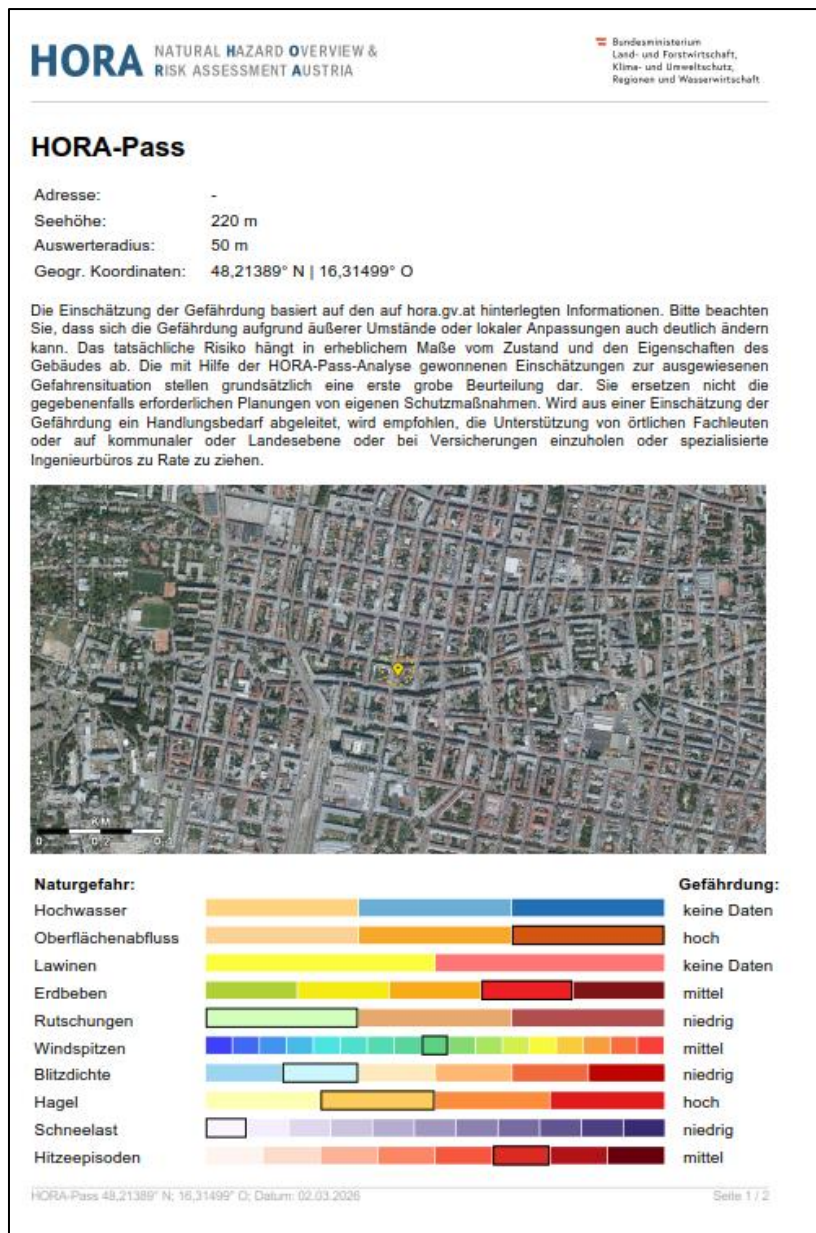 HORA NATURAL HAZARD OVERVIEW &
RISK ASSESSMENT AUSTRIA
Bundesministerium
Land- und Forstwirtschaft,
Klima- und Umweltschutz,
Regionen und Wasserwirtschaft
HORA-Pass
Adresse: -
Seehöhe: 220 m
Auswerteradius: 50 m
Geogr. Koordinaten: 48,21389° N | 16,31499° O
Die Einschätzung der Gefährdung basiert auf den auf hora.gv.at hinterlegten Informationen. Bitte beachten
Sie, dass sich die Gefährdung aufgrund äußerer Umstände oder lokaler Anpassungen auch deutlich ändern
kann. Das tatsächliche Risiko hängt in erheblichem Maße vom Zustand und den Eigenschaften des
Gebäudes ab. Die mit Hilfe der HORA-Pass-Analyse gewonnenen Einschätzungen zur ausgewiesenen
Gefahrensituation stellen grundsätzlich eine erste grobe Beurteilung dar. Sie ersetzen nicht die
gegebenenfalls erforderlichen Planungen von eigenen Schutzmaßnahmen. Wird aus einer Einschätzung der
Gefährdung ein Handlungsbedarf abgeleitet, wird empfohlen, die Unterstützung von örtlichen Fachleuten
oder auf kommunaler oder Landesebene oder bei Versicherungen einzuholen oder spezialisierte
Ingenieurbüros zu Rate zu ziehen.
KM
0 0,2 0,3
Naturgefahr: Gefährdung:
Hochwasser keine Daten
Oberflächenabfluss hoch
Lawinen keine Daten
Erdbeben mittel
Rutschungen niedrig
Windspitzen mittel
Blitzdichte niedrig
Hagel hoch
Schneelast niedrig
Hitzeepisoden mittel
HORA-Pass 48,21389° N; 16,31499° O; Datum: 02.03.2026 Seite 1 / 2